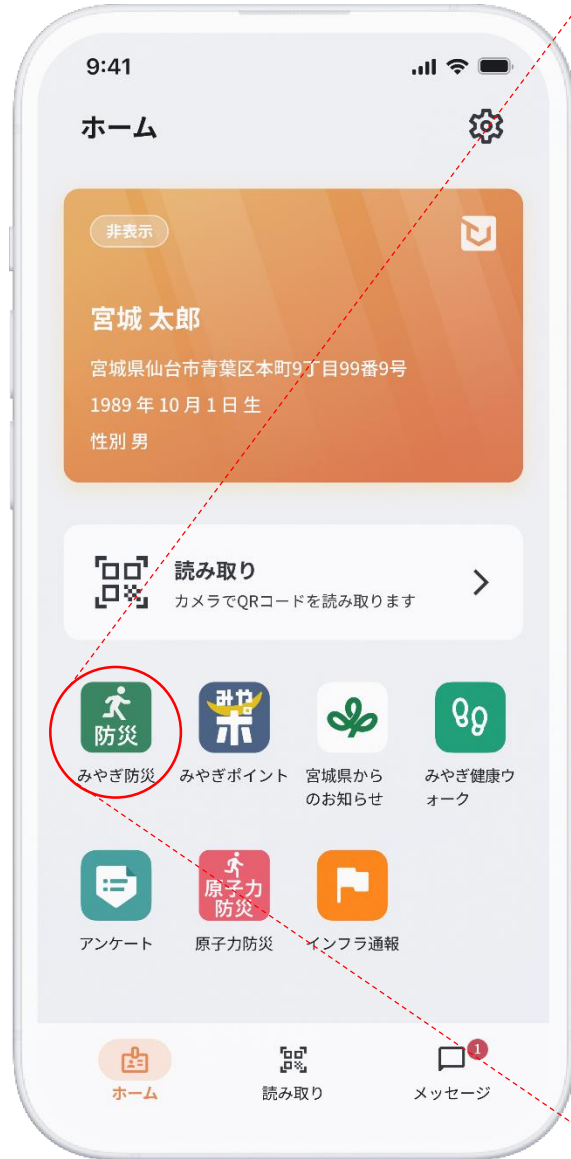 9:41
ホーム
非表示
宮城 太郎
宮城県仙台市青葉区本町9丁目99番9号
1989 年 10 月 1 日 生
性別 男
読み取り
カメラでQRコードを読み取ります
防災
みやぎ防災
みやポ
みやぎポイント
宮城県から
のお知らせ
みやぎ健康ウ
ォーク
アンケート
原子力
防災
原子力防災
インフラ通報
ホーム
読み取り
1
メッセージ